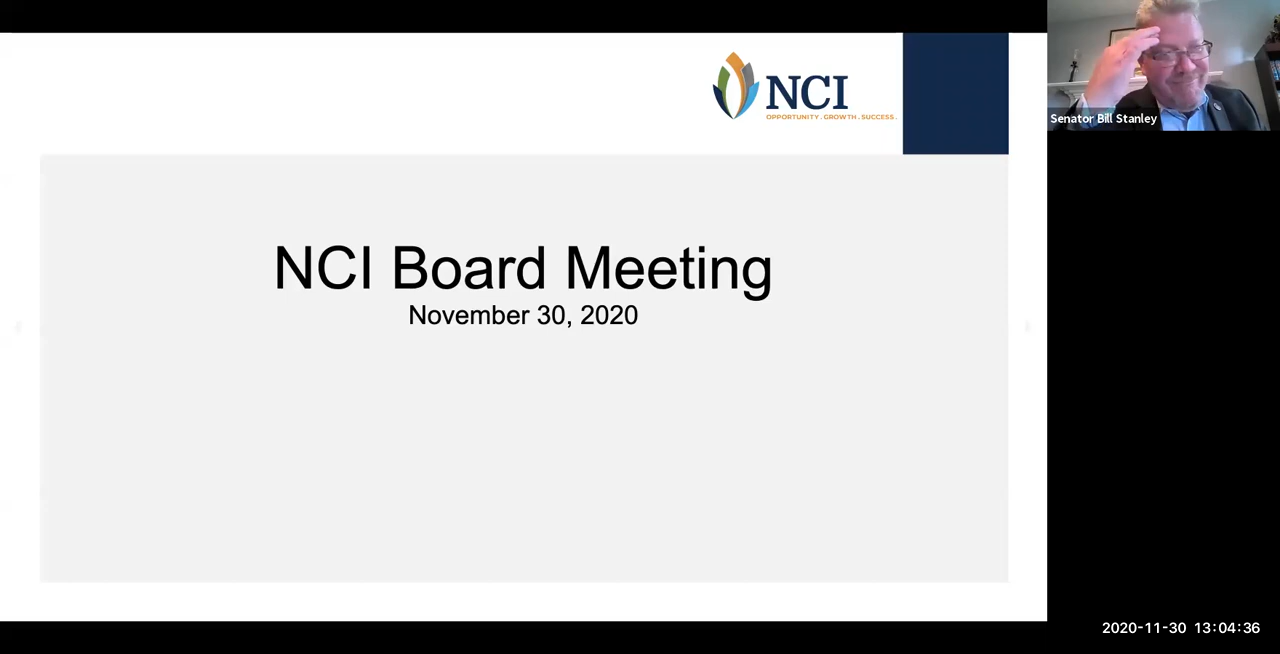 NCI
OPPORTUNITY. GROWTH. SUCCESS.
Senator Bill Stanley
NCI Board Meeting
November 30, 2020
2020-11-30 13:04:36